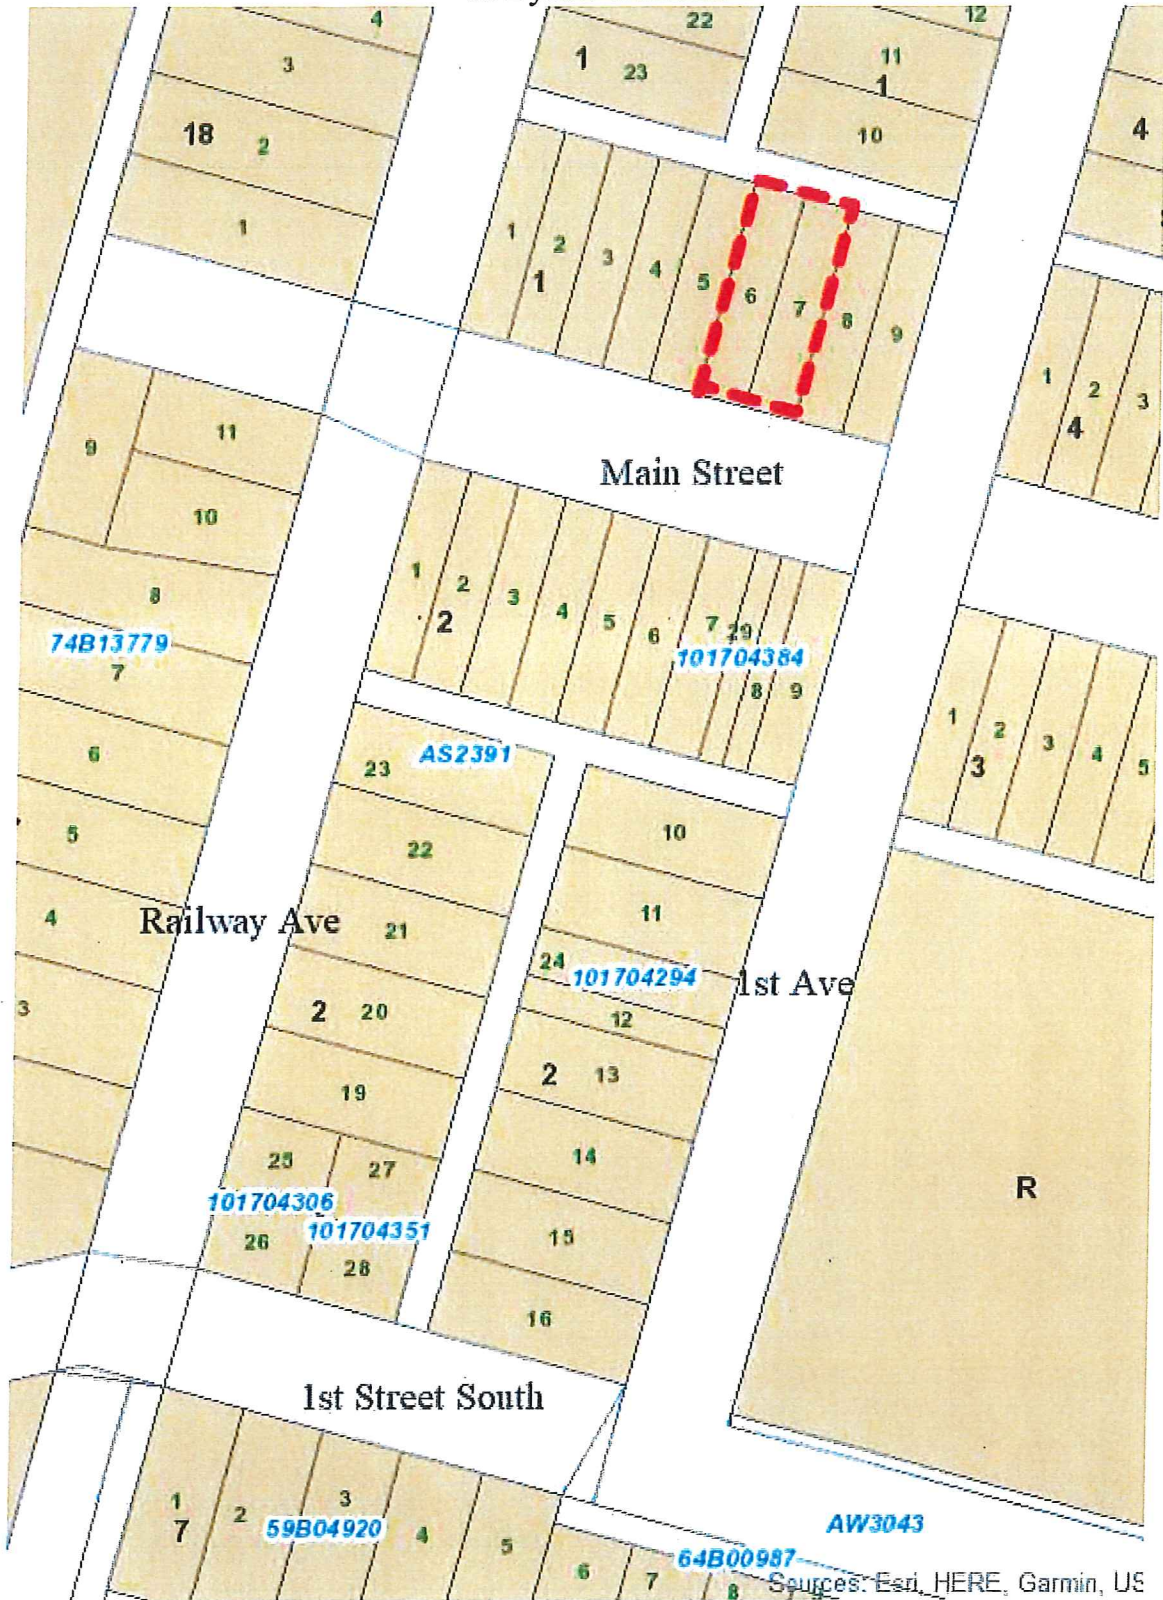 4
3
18 2
1
22
1 23
12
11
1
10
4
1 2 3 4 5 6 7 8 9
1
1 2 3
4
Main Street
9 11
10
8
74B13779
7
6
5
4
3
1 2 3 4 5 6 7 29
2
101704384
8 9
1 2 3 4 5
3
AS2391
23
22
21
Railway Ave
2 20
19
25 27
101704306
101704351
26
28
10
11
24 101704294
1st Ave
12
2 13
14
15
16
R
1st Street South
1 2 3 4 5
7
59B04920
6 7 8
AW3043
64B00987
Sources: Esri, HERE, Garmin, US